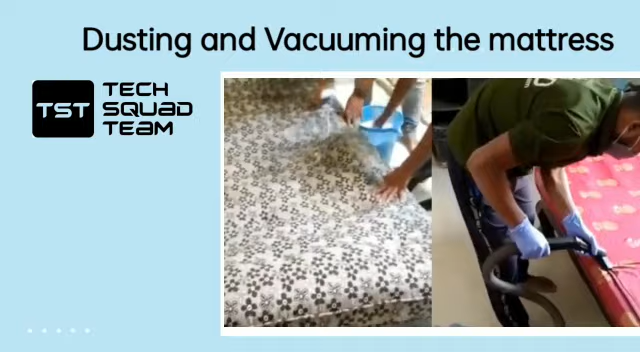 Dusting and Vacuuming the mattress
TST
TECH
SQUAD
TEAM